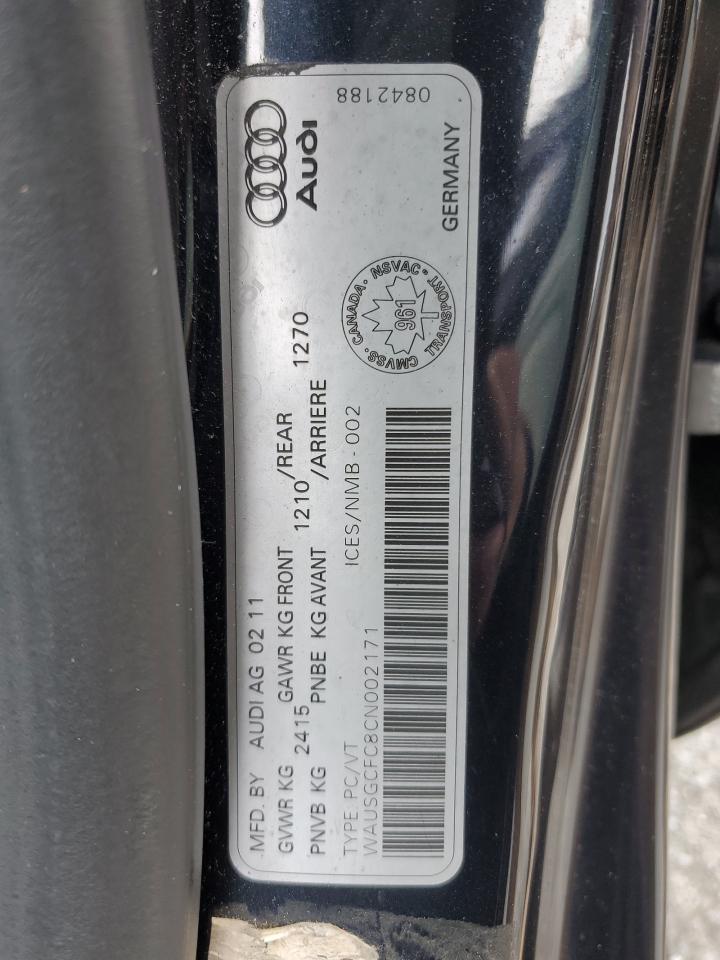 MFD. BY AUDI AG 02 11
GVWR KG 2415 GAWR KG FRONT 1210 /REAR 1270
PNVB KG PNBE KG AVANT /ARRIERE
TYPE: PC/VT ICES/NMB - 002
WAUSGCFC8CN002171
Audi
CMVSS. CANADA. NSVAC - TRANSPORT
961
GERMANY
0842188